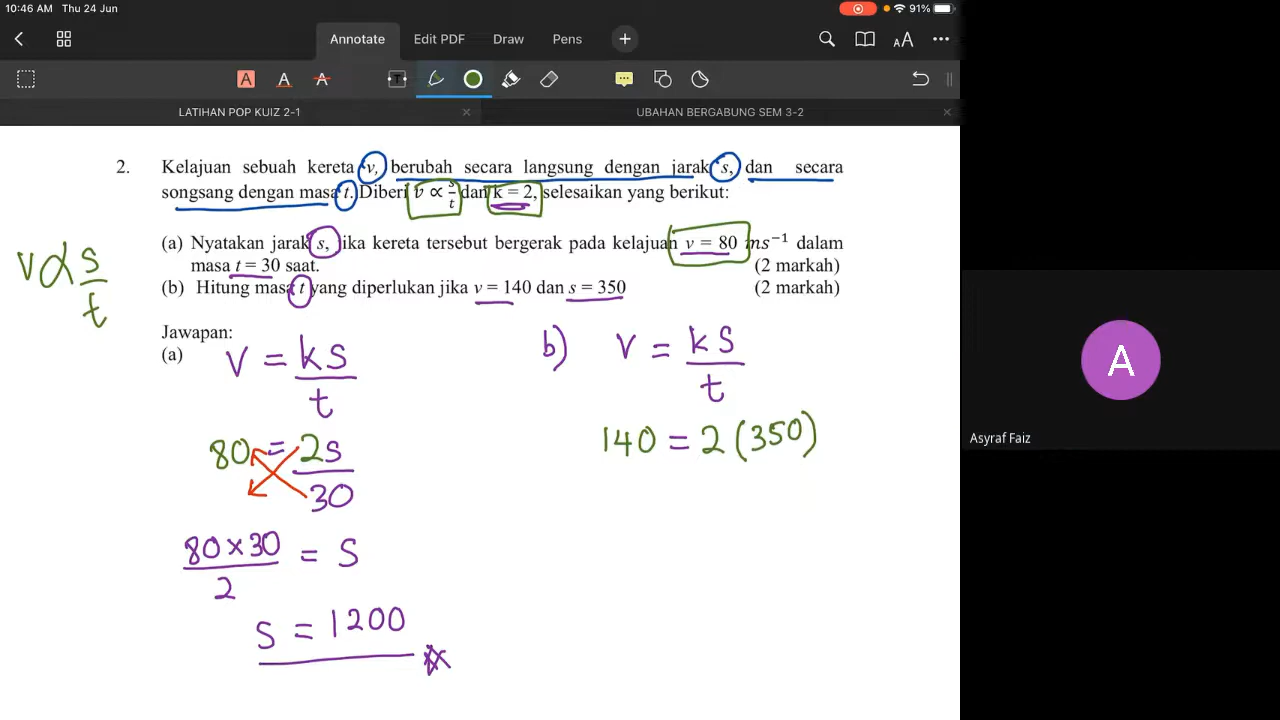 10:46 AM Thu 24 Jun
91%
Annotate Edit PDF Draw Pens
AA
A A A T
LATIHAN POP KUIZ 2-1
UBAHAN BERGABUNG SEM 3-2
2. Kelajuan sebuah kereta v, berubah secara langsung dengan jarak s, dan secara
songsang dengan masa t. Diberi v ∝ s/t dan k = 2, selesaikan yang berikut:
v ∝ s/t
(a) Nyatakan jarak s, jika kereta tersebut bergerak pada kelajuan v = 80 ms⁻¹ dalam
masa t = 30 saat. (2 markah)
(b) Hitung masa t yang diperlukan jika v = 140 dan s = 350 (2 markah)
Jawapan:
(a)
v = ks/t
80 = 2s/30
80 × 30/2 = s
s = 1200
b) v = ks/t
140 = 2 (350)
A
Asyraf Faiz